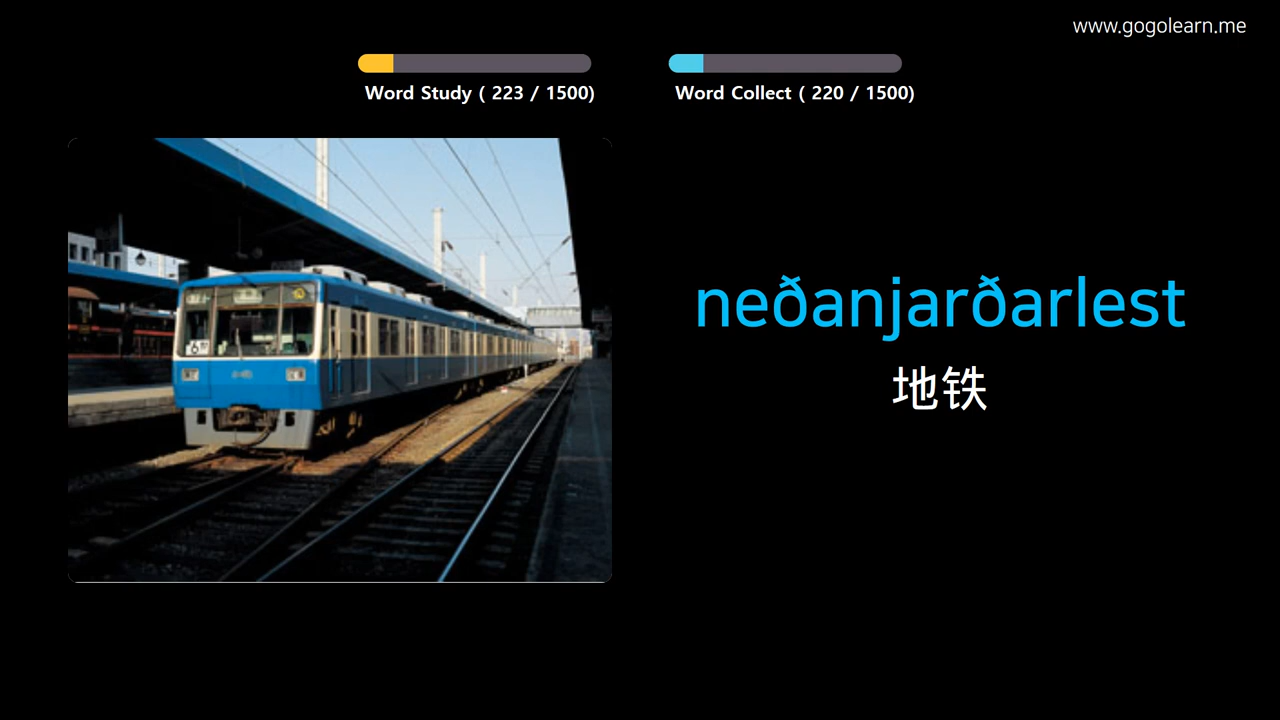 www.gogolearn.me
Word Study ( 223 / 1500)
Word Collect ( 220 / 1500)
neðanjarðarlest
地铁